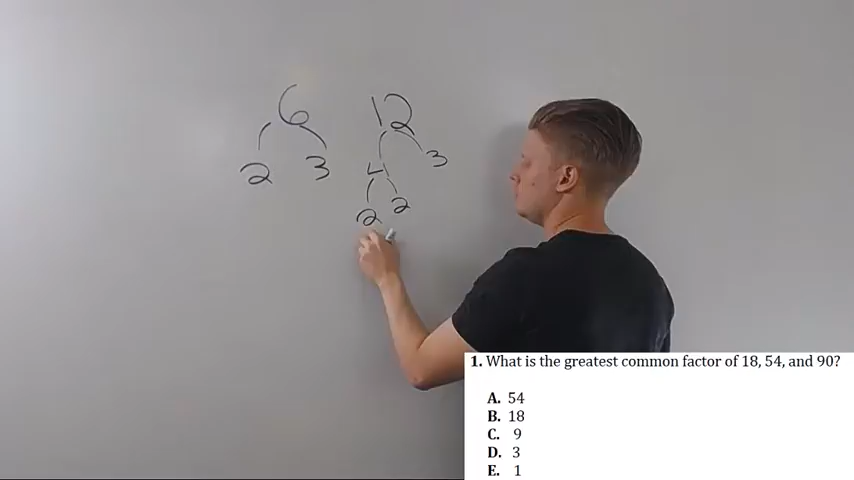 6 12
2 3 4 3
2 2
1. What is the greatest common factor of 18, 54, and 90?
A. 54
B. 18
C. 9
D. 3
E. 1